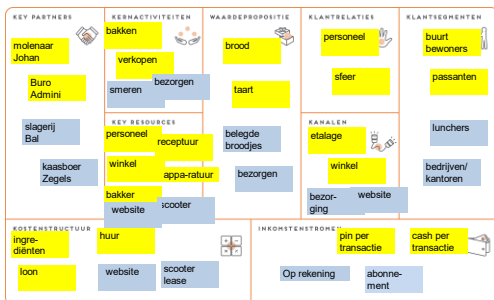 KEY PARTNERS
molenaar
Johan
Buro
Admini
slagerij
Bal
kaasboer
Zegels
KERNACTIVITEITEN
bakken
verkopen
smeren
bezorgen
KEY RESOURCES
personeel
receptuur
winkel
appa-ratuur
bakker
website
scooter
WAARDEPROPOSITIE
brood
taart
belegde
broodjes
bezorgen
KLANTRELATIES
personeel
sfeer
KANALEN
etalage
winkel
bezor-
ging
website
KLANTSEGMENTEN
buurt
bewoners
passanten
lunchers
bedrijven/
kantoren
KOSTENSTRUCTUUR
ingre-
diënten
huur
loon
website
scooter
lease
INKOMSTENSTROMEN
pin per
transactie
cash per
transactie
Op rekening
abonne-
ment